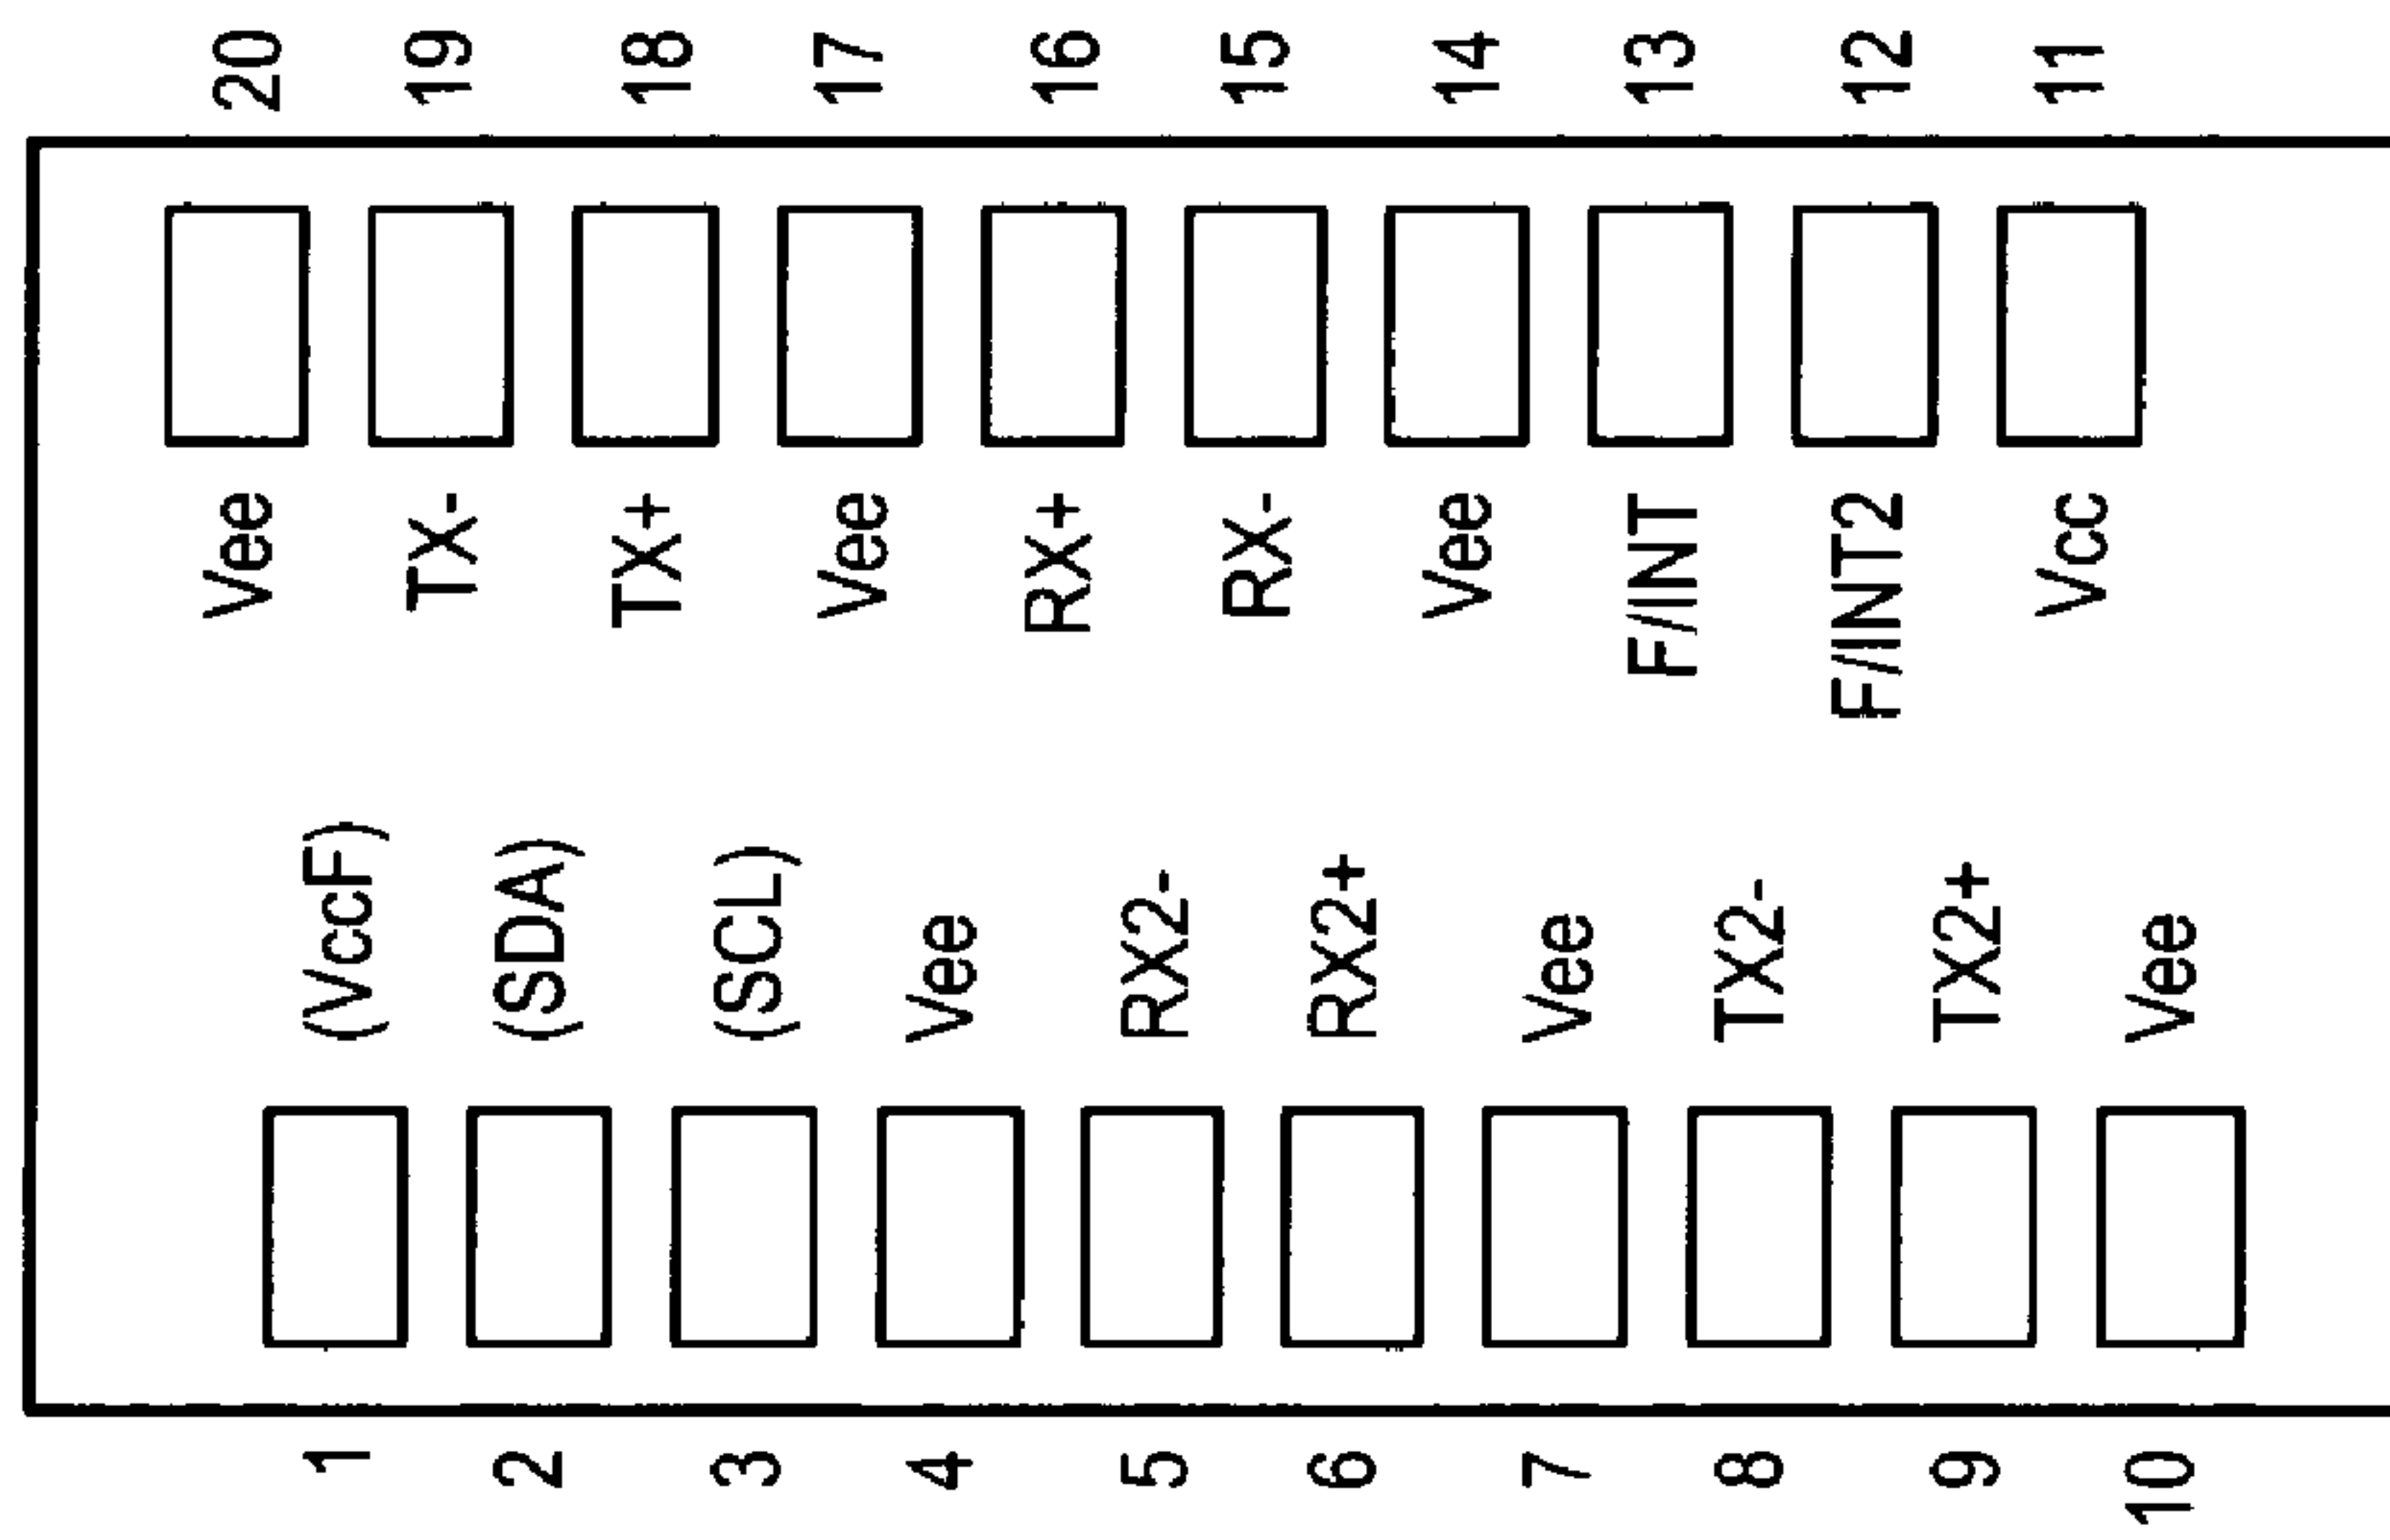 20 19 18 17 16 15 14 13 12 11
Vee TX- TX+ Vee RX+ RX- Vee F/INT F/INT2 Vcc
(VccF) (SDA) (SCL) Vee RX2- RX2+ Vee TX2- TX2+ Vee
1 2 3 4 5 6 7 8 9 10